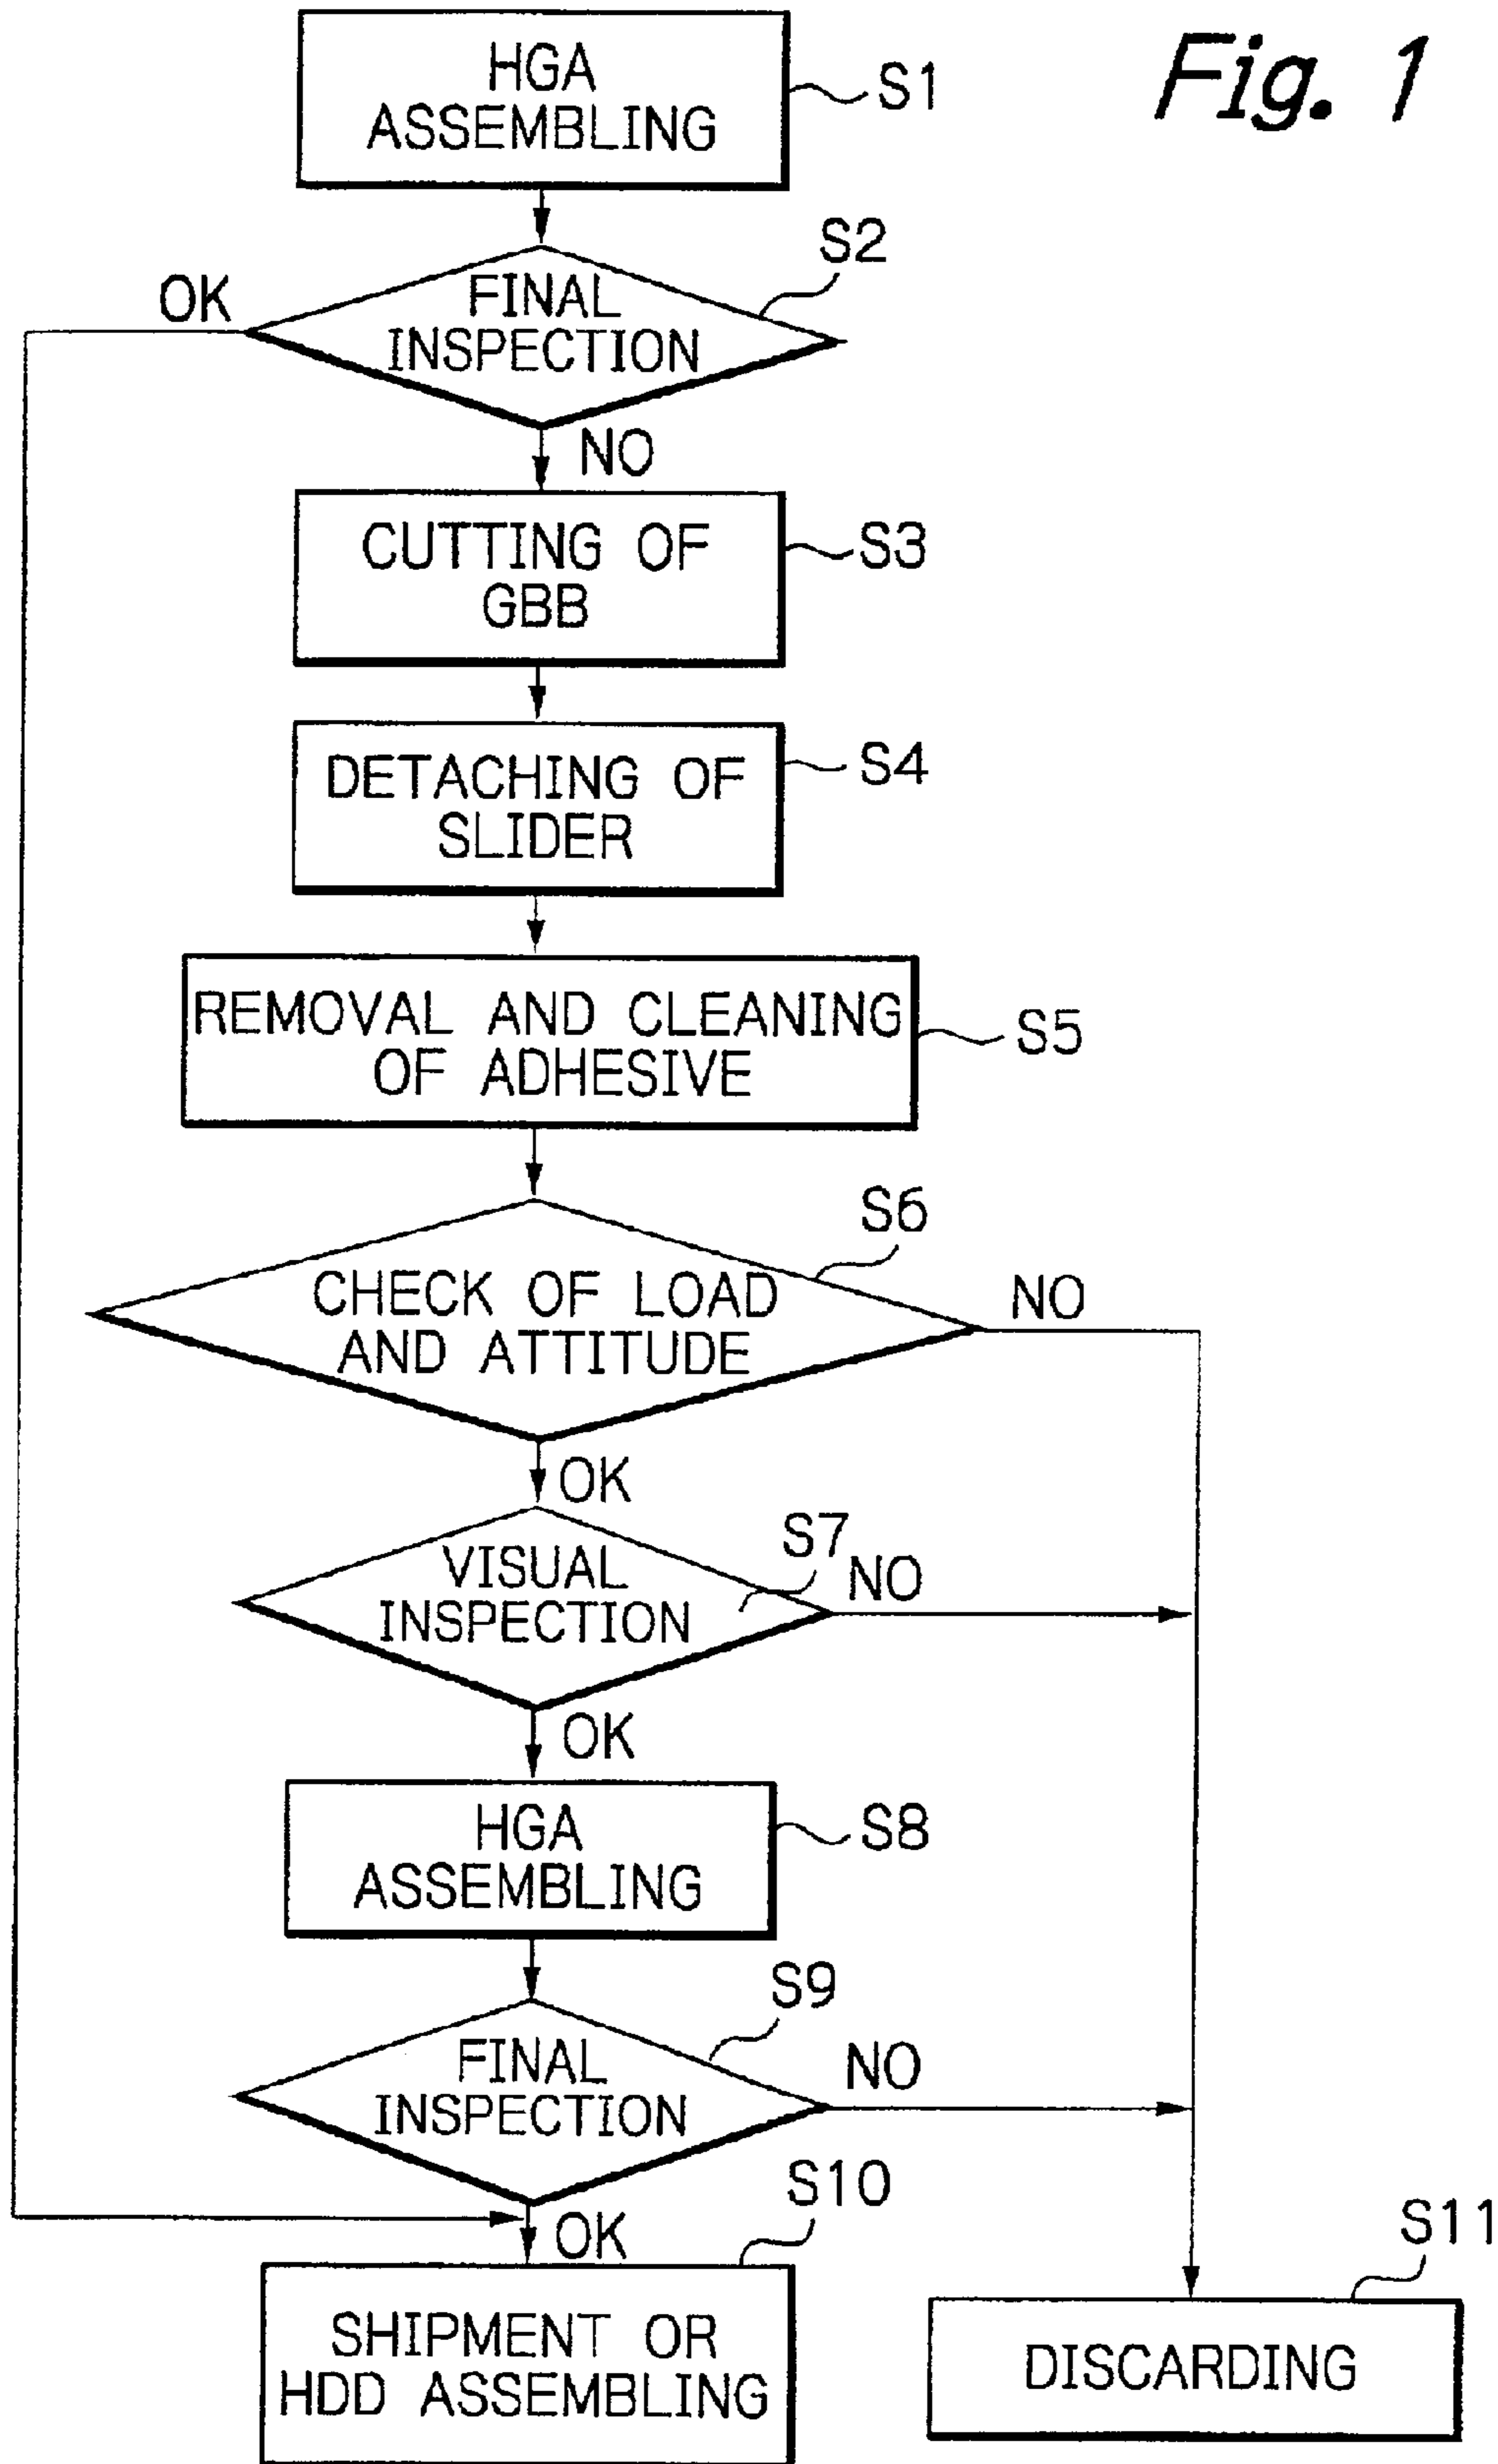 Fig. 1
HGA
ASSEMBLING
S1
S2
OK
FINAL
INSPECTION
NO
CUTTING OF
GBB
S3
DETACHING OF
SLIDER
S4
REMOVAL AND CLEANING
OF ADHESIVE
S5
S6
CHECK OF LOAD
AND ATTITUDE
NO
OK
S7
VISUAL
INSPECTION
NO
OK
HGA
ASSEMBLING
S8
S9
FINAL
INSPECTION
NO
OK
S10
SHIPMENT OR
HDD ASSEMBLING
S11
DISCARDING